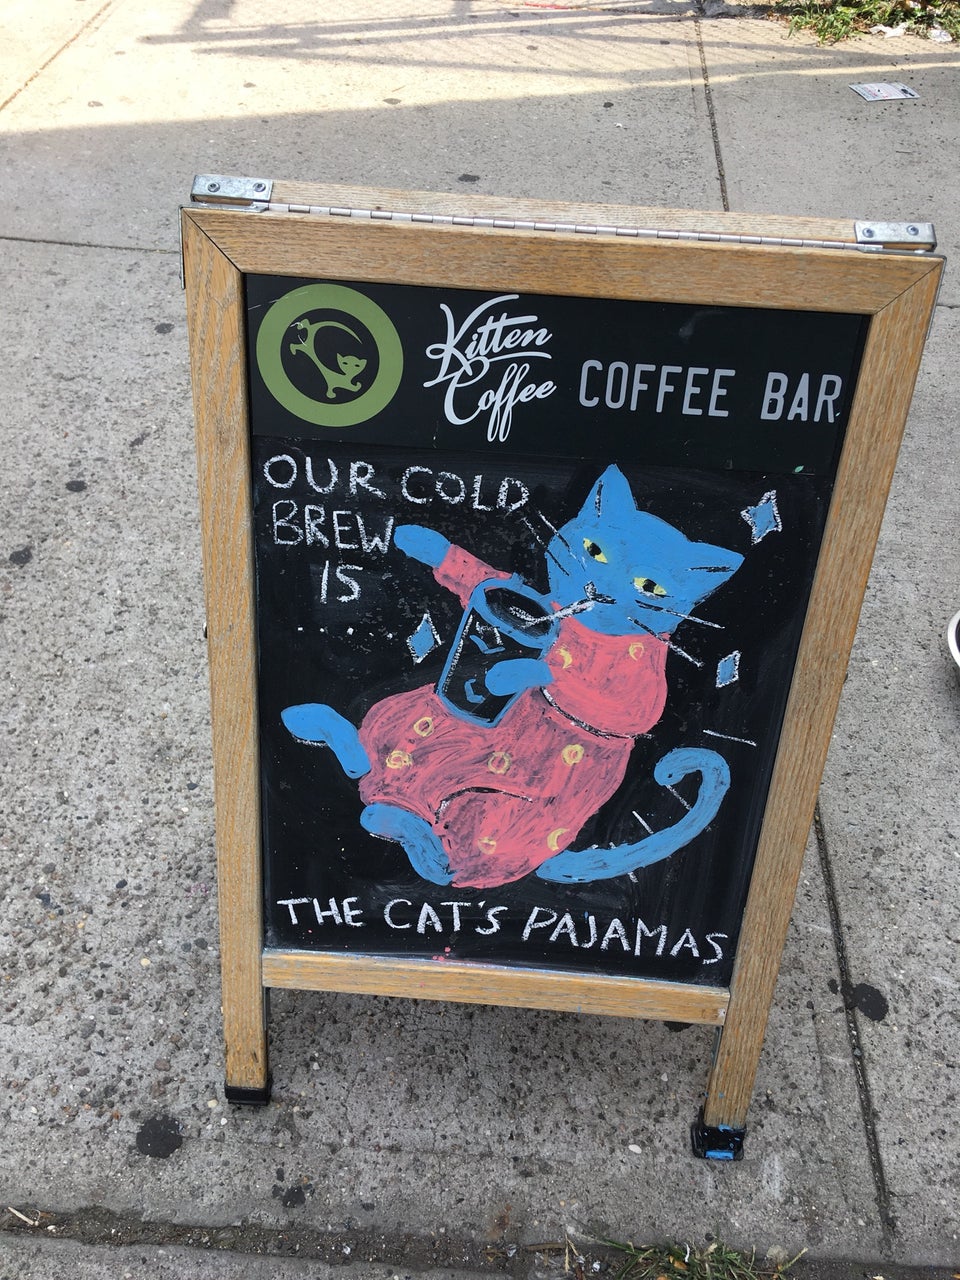 Kitten
Coffee
COFFEE BAR
OUR COLD
BREW
IS
......
THE CAT'S PAJAMAS